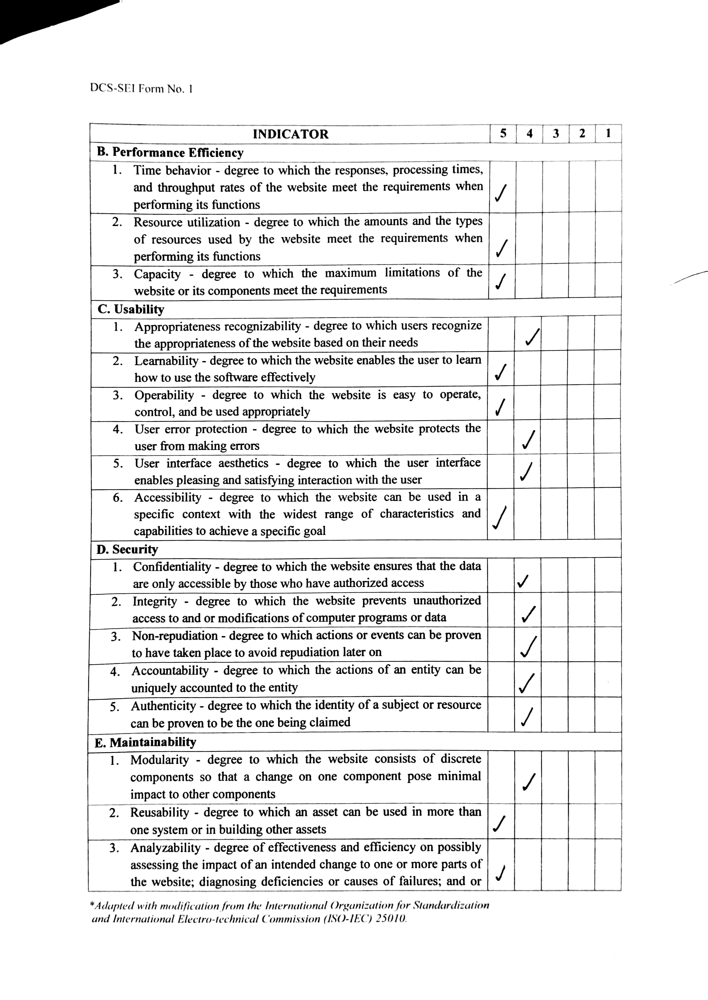 DCS-SEI Form No. 1
INDICATOR 5 4 3 2 1
B. Performance Efficiency
1. Time behavior - degree to which the responses, processing times,
and throughput rates of the website meet the requirements when
performing its functions ✓
2. Resource utilization - degree to which the amounts and the types
of resources used by the website meet the requirements when
performing its functions ✓
3. Capacity - degree to which the maximum limitations of the ✓
website or its components meet the requirements
C. Usability
1. Appropriateness recognizability - degree to which users recognize
the appropriateness of the website based on their needs ✓
2. Learnability - degree to which the website enables the user to learn
how to use the software effectively ✓
3. Operability - degree to which the website is easy to operate,
control, and be used appropriately ✓
4. User error protection - degree to which the website protects the
user from making errors ✓
5. User interface aesthetics - degree to which the user interface
enables pleasing and satisfying interaction with the user ✓
6. Accessibility - degree to which the website can be used in a
specific context with the widest range of characteristics and ✓
capabilities to achieve a specific goal
D. Security
1. Confidentiality - degree to which the website ensures that the data
are only accessible by those who have authorized access ✓
2. Integrity - degree to which the website prevents unauthorized
access to and or modifications of computer programs or data ✓
3. Non-repudiation - degree to which actions or events can be proven
to have taken place to avoid repudiation later on ✓
4. Accountability - degree to which the actions of an entity can be
uniquely accounted to the entity ✓
5. Authenticity - degree to which the identity of a subject or resource
can be proven to be the one being claimed ✓
E. Maintainability
1. Modularity - degree to which the website consists of discrete
components so that a change on one component pose minimal ✓
impact to other components
2. Reusability - degree to which an asset can be used in more than
one system or in building other assets ✓
3. Analyzability - degree of effectiveness and efficiency on possibly
assessing the impact of an intended change to one or more parts of
the website; diagnosing deficiencies or causes of failures; and or ✓
*Adapted with modification from the International Organization for Standardization
and International Electro-technical Commission (ISO-IEC) 25010.